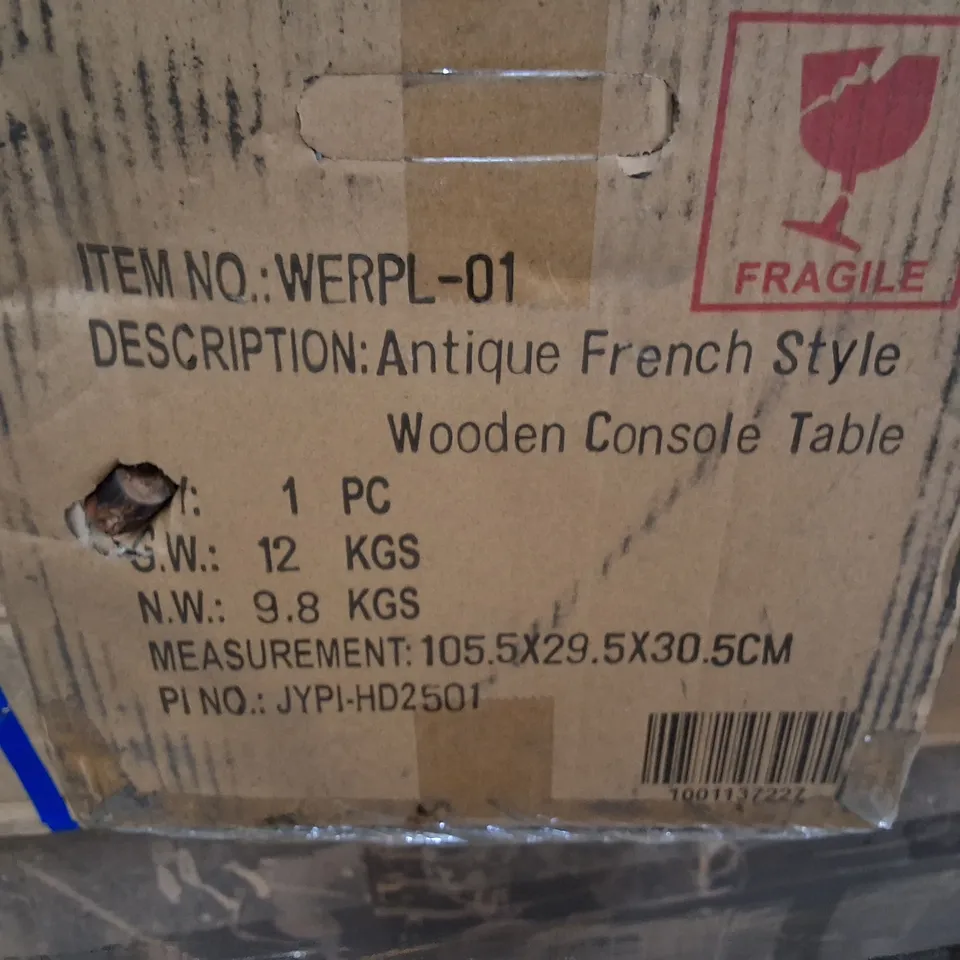 FRAGILE
ITEM NO.: WERPL-01
DESCRIPTION: Antique French Style
Wooden Console Table
Y: 1 PC
G.W.: 12 KGS
N.W.: 9.8 KGS
MEASUREMENT: 105.5X29.5X30.5CM
PI NO.: JYPI-HD2501